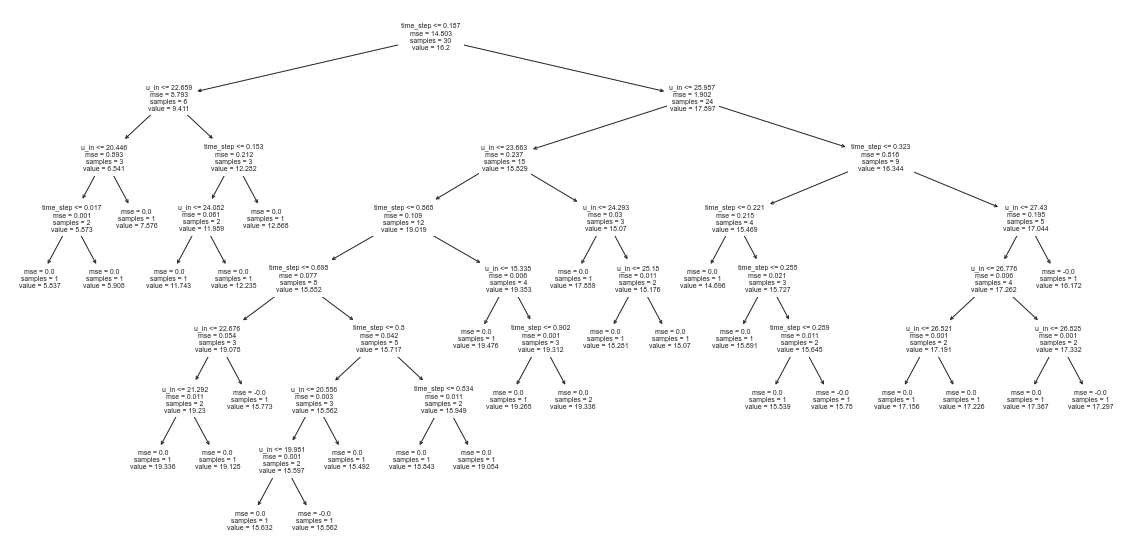 time_step <= 0.157
mse = 14.503
samples = 30
value = 16.2
u_in <= 22.659
mse = 5.793
samples = 6
value = 9.411
u_in <= 25.957
mse = 1.902
samples = 24
value = 17.897
u_in <= 20.446
mse = 0.593
samples = 3
value = 6.541
time_step <= 0.153
mse = 0.212
samples = 3
value = 12.282
u_in <= 23.663
mse = 0.237
samples = 15
value = 18.829
time_step <= 0.323
mse = 0.816
samples = 9
value = 16.344
time_step <= 0.017
mse = 0.001
samples = 2
value = 5.873
mse = 0.0
samples = 1
value = 7.876
u_in <= 24.052
mse = 0.061
samples = 2
value = 11.989
mse = 0.0
samples = 1
value = 12.868
time_step <= 0.868
mse = 0.109
samples = 12
value = 19.019
u_in <= 24.293
mse = 0.03
samples = 3
value = 18.07
time_step <= 0.221
mse = 0.215
samples = 4
value = 15.469
u_in <= 27.43
mse = 0.195
samples = 5
value = 17.044
mse = 0.0
samples = 1
value = 5.837
mse = 0.0
samples = 1
value = 5.908
mse = 0.0
samples = 1
value = 11.743
mse = 0.0
samples = 1
value = 12.235
time_step <= 0.698
mse = 0.077
samples = 8
value = 18.852
u_in <= 18.338
mse = 0.006
samples = 4
value = 19.353
mse = 0.0
samples = 1
value = 17.859
u_in <= 25.18
mse = 0.011
samples = 2
value = 18.176
mse = 0.0
samples = 1
value = 14.696
time_step <= 0.255
mse = 0.021
samples = 3
value = 15.727
u_in <= 26.776
mse = 0.006
samples = 4
value = 17.262
mse = -0.0
samples = 1
value = 16.172
u_in <= 22.676
mse = 0.054
samples = 3
value = 19.078
time_step <= 0.8
mse = 0.042
samples = 5
value = 18.717
mse = 0.0
samples = 1
value = 19.476
time_step <= 0.902
mse = 0.001
samples = 3
value = 19.312
mse = 0.0
samples = 1
value = 18.281
mse = 0.0
samples = 1
value = 18.07
mse = 0.0
samples = 1
value = 15.891
time_step <= 0.289
mse = 0.011
samples = 2
value = 15.645
u_in <= 26.521
mse = 0.001
samples = 2
value = 17.191
u_in <= 26.828
mse = 0.001
samples = 2
value = 17.332
u_in <= 21.292
mse = 0.011
samples = 2
value = 19.23
mse = -0.0
samples = 1
value = 18.773
u_in <= 20.556
mse = 0.003
samples = 3
value = 18.562
time_step <= 0.834
mse = 0.011
samples = 2
value = 18.949
mse = 0.0
samples = 1
value = 19.265
mse = 0.0
samples = 2
value = 19.336
mse = 0.0
samples = 1
value = 15.539
mse = -0.0
samples = 1
value = 15.75
mse = 0.0
samples = 1
value = 17.156
mse = 0.0
samples = 1
value = 17.226
mse = 0.0
samples = 1
value = 17.367
mse = -0.0
samples = 1
value = 17.297
mse = 0.0
samples = 1
value = 19.336
mse = 0.0
samples = 1
value = 19.125
u_in <= 19.951
mse = 0.001
samples = 2
value = 18.597
mse = 0.0
samples = 1
value = 18.492
mse = 0.0
samples = 1
value = 18.843
mse = 0.0
samples = 1
value = 19.054
mse = 0.0
samples = 1
value = 18.632
mse = -0.0
samples = 1
value = 18.562